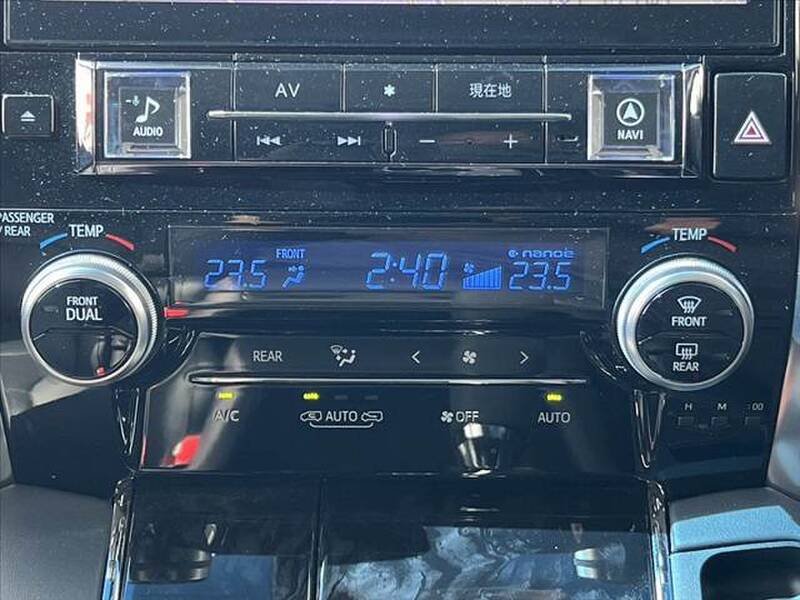 AV
✱
現在地
AUDIO
NAVI
PASSENGER
/ REAR
TEMP
TEMP
FRONT
nanoe
27.5
2:40
23.5
FRONT
DUAL
FRONT
REAR
REAR
<
>
A/C
AUTO
OFF
AUTO
H
M
:00